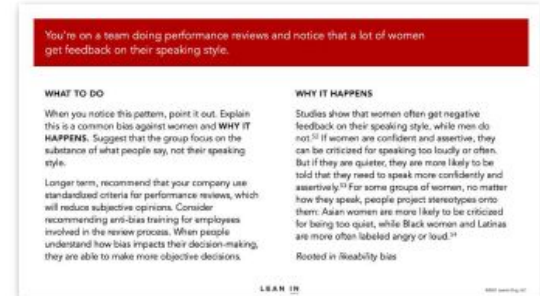 You're on a team doing performance reviews and notice that a lot of women
get feedback on their speaking style.
WHAT TO DO
When you notice this pattern, point it out. Explain
this is a common bias against women and WHY IT
HAPPENS. Suggest that the group focus on the
substance of what people say, not their speaking
style.
Longer term, recommend that your company use
standardized criteria for performance reviews, which
will reduce subjective opinions. Consider
recommending anti-bias training for employees
involved in the review process. When people
understand how bias impacts their decision-making,
they are able to make more objective decisions.
WHY IT HAPPENS
Studies show that women often get negative
feedback on their speaking style, while men do
not.52 If women are confident and assertive, they
can be criticized for speaking too loudly or often.
But if they are quieter, they are more likely to be
told that they need to speak more confidently and
assertively.53 For some groups of women, no matter
how they speak, people project stereotypes onto
them: Asian women are more likely to be criticized
for being too quiet, while Black women and Latinas
are more often labeled angry or loud.54
Rooted in likeability bias
LEAN IN